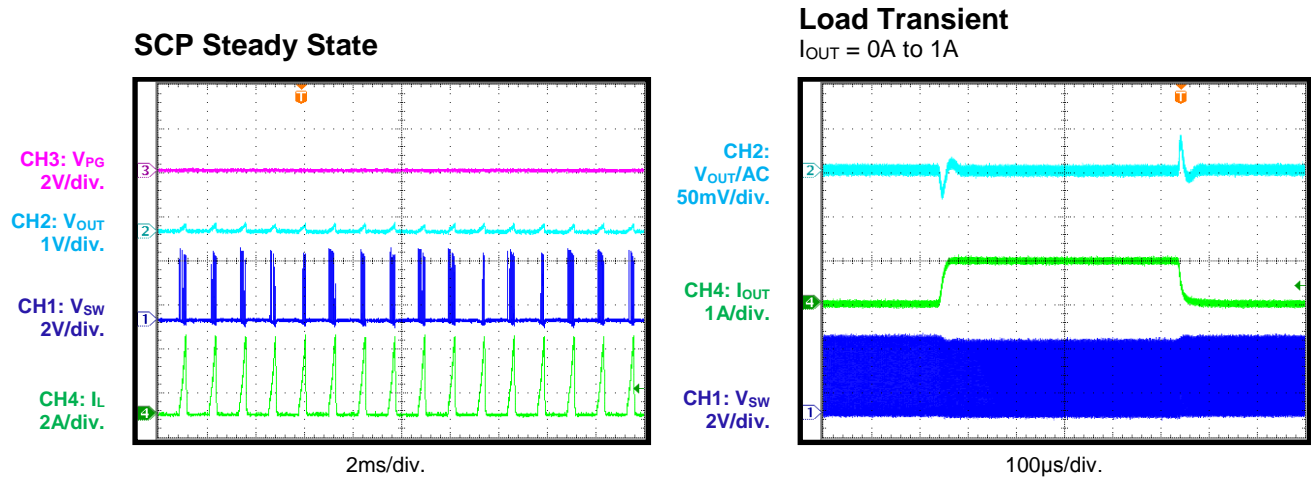 SCP Steady State
T
CH3: VPG
2V/div.
3
CH2: VOUT
1V/div.
2
CH1: VSW
2V/div.
1
CH4: IL
2A/div.
4
2ms/div.
Load Transient
IOUT = 0A to 1A
T
CH2:
VOUT/AC
50mV/div.
2
CH4: IOUT
1A/div.
4
CH1: VSW
2V/div.
1
100µs/div.